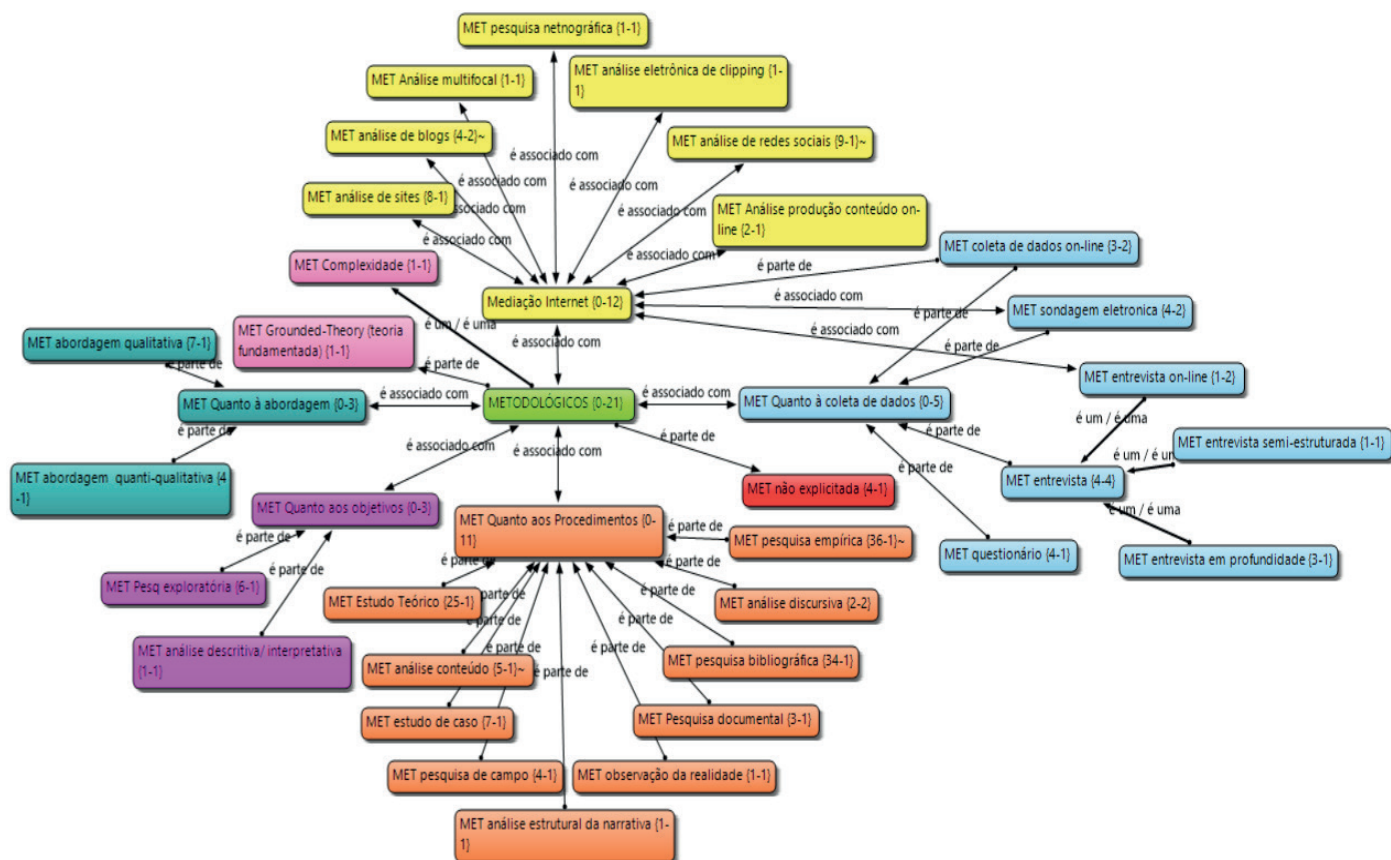 MET pesquisa netnográfica {1-1}
MET Análise multifocal {1-1}
MET análise eletrônica de clipping {1-
1}
MET análise de blogs {4-2}~
MET análise de redes sociais {9-1}~
é associado com
é associado com
é associado com
MET análise de sites {8-1}
associado com
é associado com
MET Análise produção conteúdo on-
line {2-1}
é associado com
é associado com
MET coleta de dados on-line {3-2}
MET Complexidade {1-1}
é parte de
Mediação Internet {0-12}
é associado com
MET sondagem eletronica {4-2}
é um / é uma
é parte de
é associado com
MET Grounded-Theory (teoria
fundamentada) {1-1}
MET abordagem qualitativa {7-1}
é associado com
é parte de
é parte de
é parte de
MET entrevista on-line {1-2}
é associado com
é associado com
MET Quanto à abordagem {0-3}
METODOLÓGICOS {0-21}
MET Quanto à coleta de dados {0-5}
é um / é uma
é parte de
é associado com
é associado com
é parte de
é parte de
MET entrevista semi-estruturada {1-1}
é um / é um
MET abordagem  quanti-qualitativa {4
-1}
é parte de
MET entrevista {4-4}
MET não explicitada {4-1}
MET Quanto aos objetivos {0-3}
MET Quanto aos Procedimentos {0-
11}
é parte de
é um / é uma
é parte de
MET pesquisa empírica {36-1}~
MET questionário {4-1}
MET entrevista em profundidade {3-1}
é parte de
é parte de
MET Pesq exploratória {6-1}
MET Estudo Teórico {25-1}
parte de
é parte de
MET análise discursiva {2-2}
é parte de
é parte de
é parte de
é parte de
é parte de
MET análise descritiva/ interpretativa
{1-1}
MET análise conteúdo {5-1}~
é parte de
MET pesquisa bibliográfica {34-1}
MET estudo de caso {7-1}
MET Pesquisa documental {3-1}
MET pesquisa de campo {4-1}
MET observação da realidade {1-1}
MET análise estrutural da narrativa {1-
1}